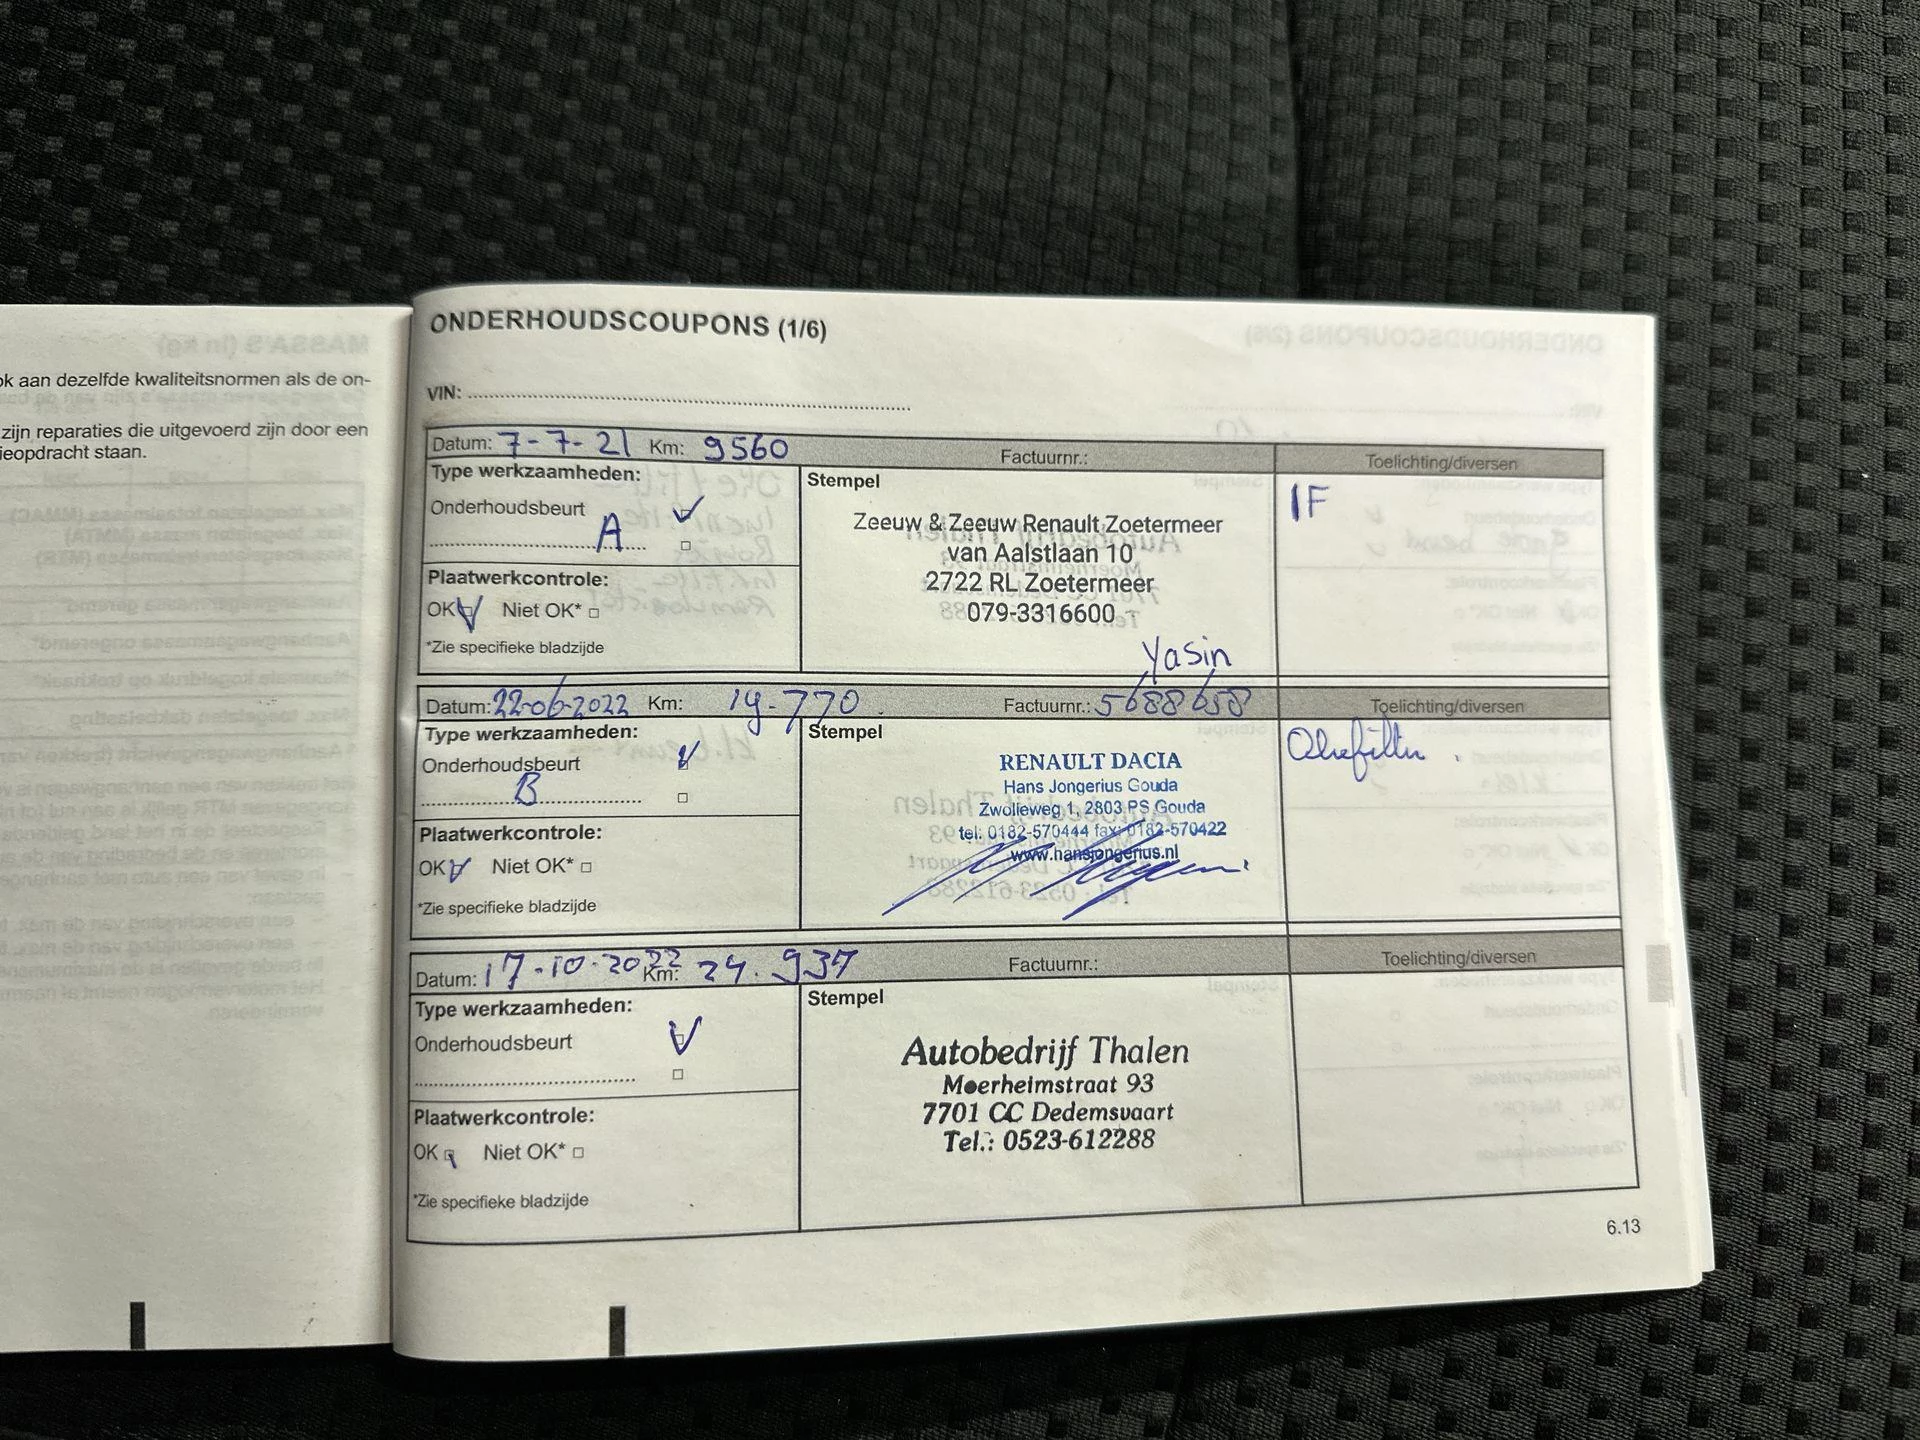 ok aan dezelfde kwaliteitsnormen als de on-
zijn reparaties die uitgevoerd zijn door een
ieopdracht staan.
ONDERHOUDSCOUPONS (1/6)
VIN:
Datum: 7-7-21 Km: 9560 Factuurnr.: Toelichting/diversen
Type werkzaamheden:
Onderhoudsbeurt
A
Plaatwerkcontrole:
OK Niet OK*
*Zie specifieke bladzijde
Stempel
Zeeuw & Zeeuw Renault Zoetermeer
van Aalstlaan 10
2722 RL Zoetermeer
079-3316600
Yasin
IF
Datum: 22-06-2022 Km: 19-770 Factuurnr.: 5688658 Toelichting/diversen
Type werkzaamheden:
Onderhoudsbeurt
B
Plaatwerkcontrole:
OK Niet OK*
*Zie specifieke bladzijde
Stempel
RENAULT DACIA
Hans Jongerius Gouda
Zwolleweg 1, 2803 PS Gouda
tel: 0182-570444 fax: 0182-570422
www.hansjongerius.nl
Oliefilter.
Datum: 17-10-2022 Km: 24.937 Factuurnr.: Toelichting/diversen
Type werkzaamheden:
Onderhoudsbeurt
Plaatwerkcontrole:
OK Niet OK*
*Zie specifieke bladzijde
Stempel
Autobedrijf Thalen
Moerheimstraat 93
7701 CC Dedemsvaart
Tel.: 0523-612288
6.13